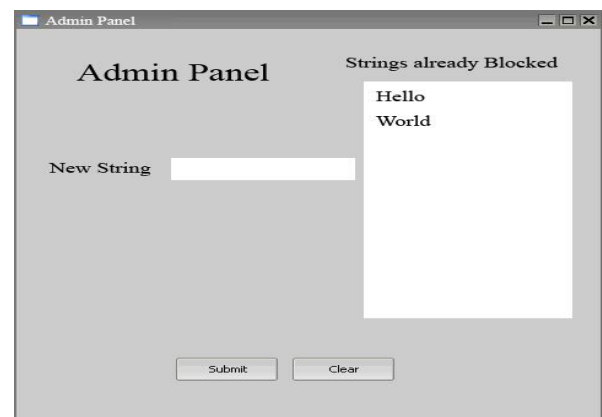 Admin Panel
Admin Panel
Strings already Blocked
Hello
World
New String
Submit
Clear